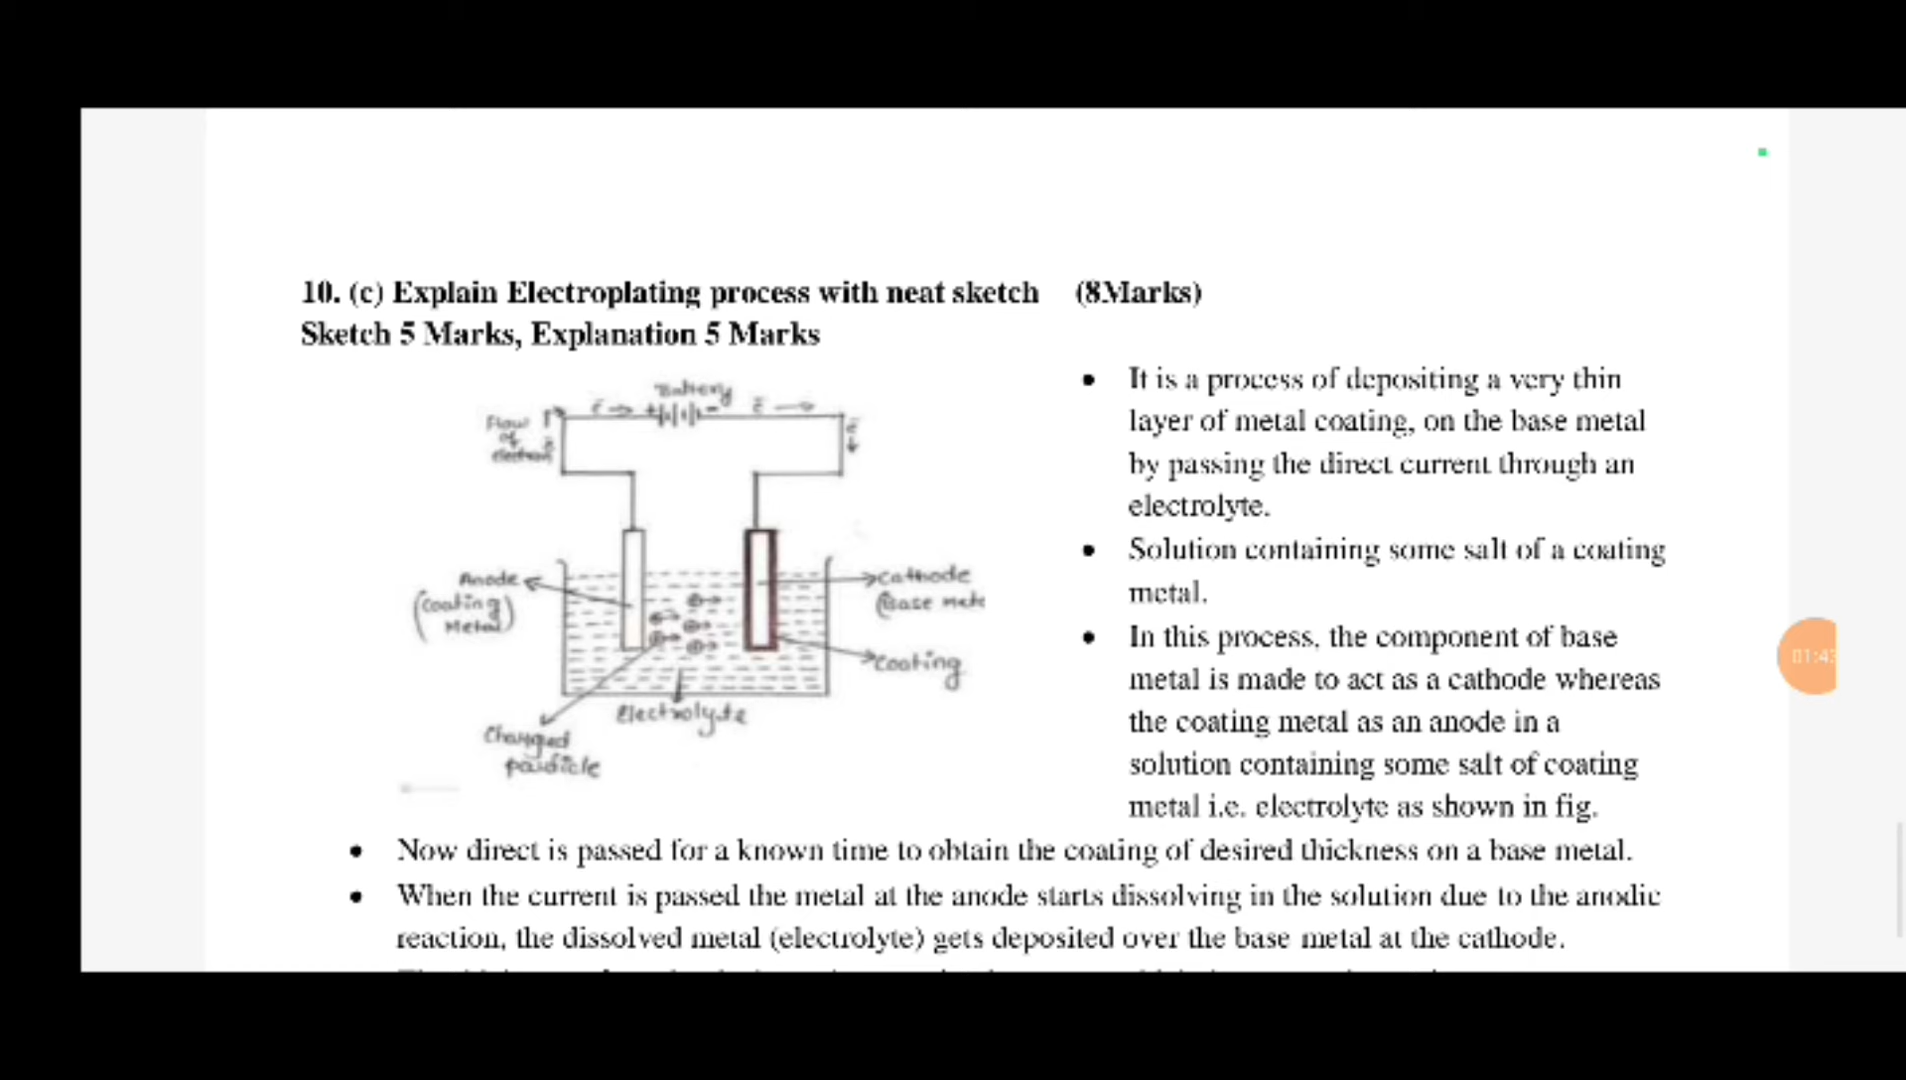 10. (c) Explain Electroplating process with neat sketch (8Marks)
Sketch 5 Marks, Explanation 5 Marks
Battery
Flow
of
electron
Anode
(Coating
Metal)
Cathode
(Base
Coating
Electrolyte
Charged
particle
• It is a process of depositing a very thin
layer of metal coating, on the base metal
by passing the direct current through an
electrolyte.
• Solution containing some salt of a coating
metal.
• In this process, the component of base
metal is made to act as a cathode whereas
the coating metal as an anode in a
solution containing some salt of coating
metal i.e. electrolyte as shown in fig.
01:43
• Now direct is passed for a known time to obtain the coating of desired thickness on a base metal.
• When the current is passed the metal at the anode starts dissolving in the solution due to the anodic
reaction, the dissolved metal (electrolyte) gets deposited over the base metal at the cathode.